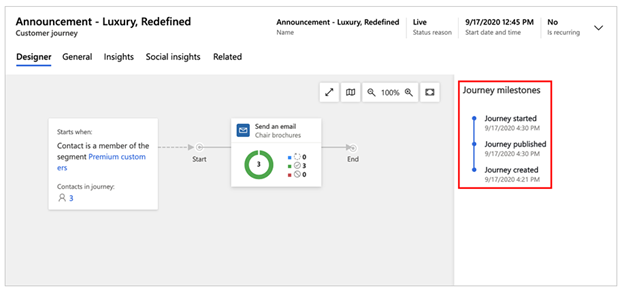 Announcement - Luxury, Redefined
Customer journey
Announcement - Luxury, Redefined
Name
Live
Status reason
9/17/2020 12:45 PM
Start date and time
No
Is recurring
Designer General Insights Social insights Related
100%
Starts when:
Contact is a member of the
segment Premium custom
ers
Contacts in journey:
3
Start
Send an email
Chair brochures
3
0
3
0
End
Journey milestones
Journey started
9/17/2020 4:30 PM
Journey published
9/17/2020 4:30 PM
Journey created
9/17/2020 4:21 PM